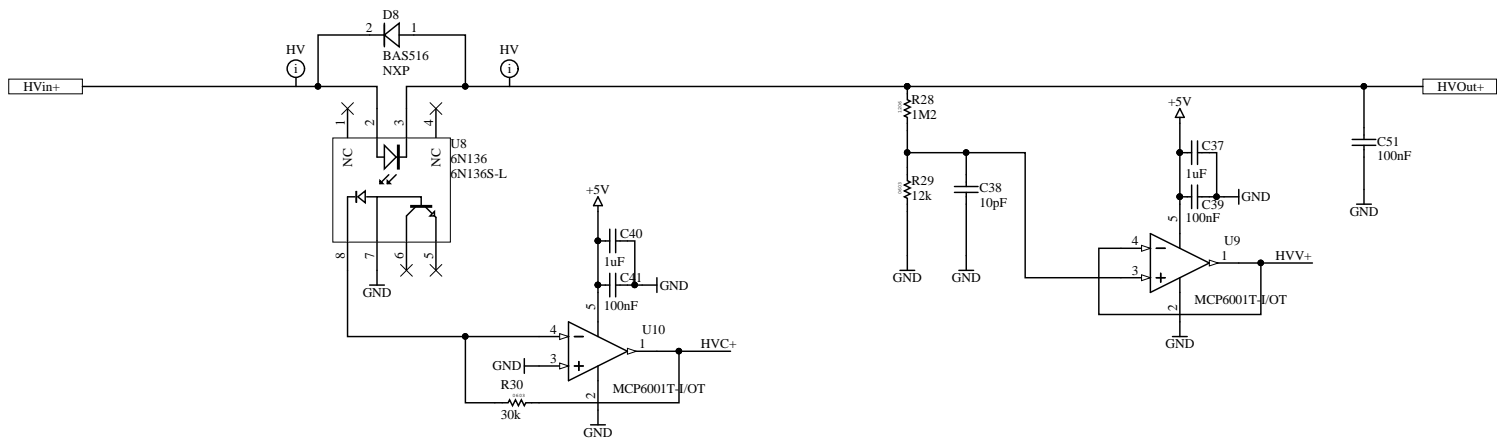 D8
2
1
BAS516
NXP
HV
i
HV
i
HVin+
HVOut+
1
2
3
4
NC
NC
U8
6N136
6N136S-L
8
7
6
5
GND
+5V
C40
1uF
C41
100nF
GND
5
U10
4
3
1
2
GND
HVC+
MCP6001T-I/OT
R30
0603
30k
GND
R28
1M2
R29
0603
12k
C38
10pF
GND
GND
+5V
C37
1uF
C39
100nF
GND
5
U9
4
3
1
2
HVV+
MCP6001T-I/OT
GND
C51
100nF
GND